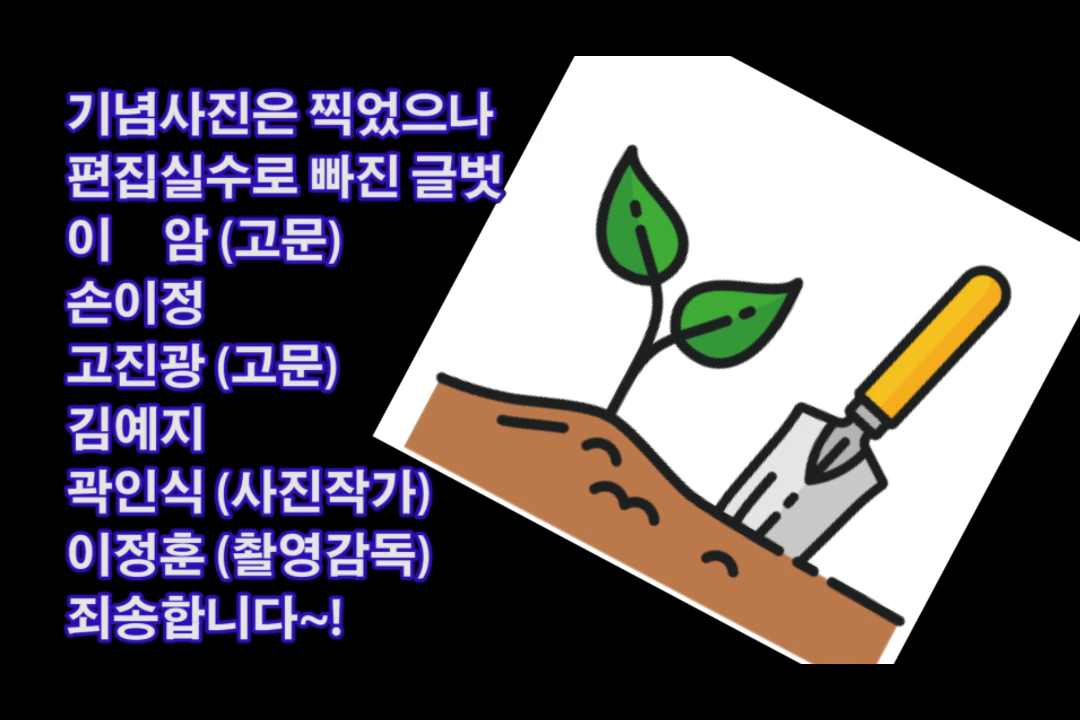 기념사진은 찍었으나
편집실수로 빠진 글벗
이 암 (고문)
손이정
고진광 (고문)
김예지
곽인식 (사진작가)
이정훈 (촬영감독)
죄송합니다~!